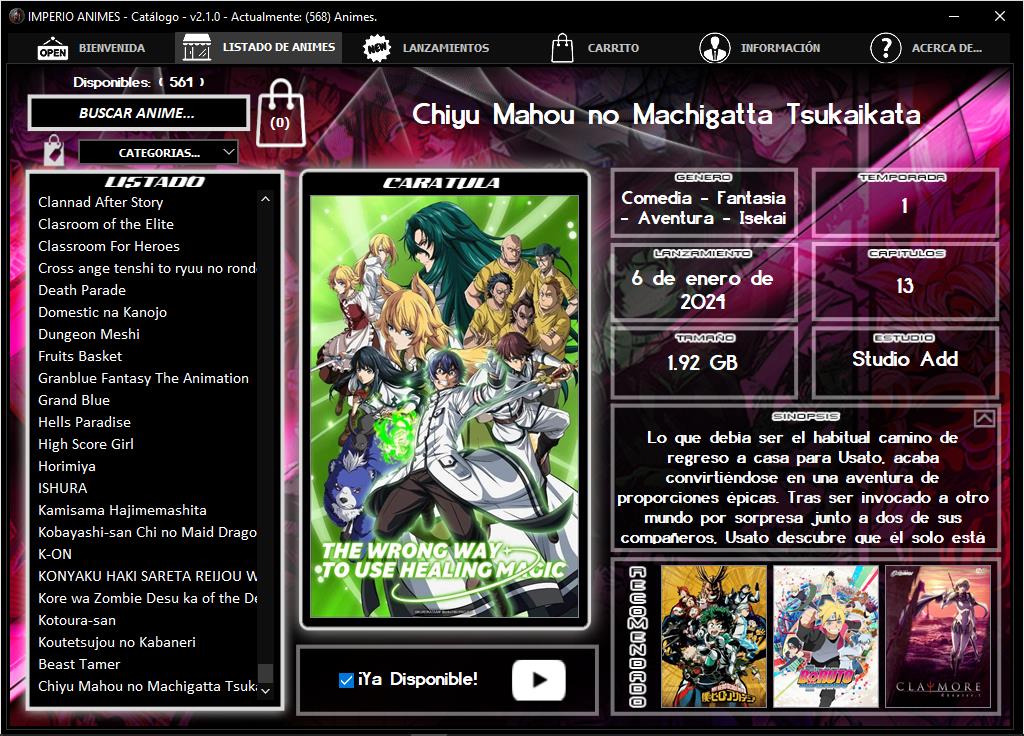 IMPERIO ANIMES - Catálogo - v2.1.0 - Actualmente: (568) Animes.
OPEN BIENVENIDA
LISTADO DE ANIMES
NEW LANZAMIENTOS
CARRITO
INFORMACIÓN
? ACERCA DE...
Disponibles: ( 561 )
BUSCAR ANIME...
(0)
CATEGORIAS...
Chiyu Mahou no Machigatta Tsukaikata
LISTADO
Clannad After Story
Clasroom of the Elite
Classroom For Heroes
Cross ange tenshi to ryuu no rond
Death Parade
Domestic na Kanojo
Dungeon Meshi
Fruits Basket
Granblue Fantasy The Animation
Grand Blue
Hells Paradise
High Score Girl
Horimiya
ISHURA
Kamisama Hajimemashita
Kobayashi-san Chi no Maid Drago
K-ON
KONYAKU HAKI SARETA REIJOU W
Kore wa Zombie Desu ka of the De
Kotoura-san
Koutetsujou no Kabaneri
Beast Tamer
Chiyu Mahou no Machigatta Tsuka
CARATULA
THE WRONG WAY
TO USE HEALING MAGIC
¡Ya Disponible!
GENERO
Comedia - Fantasia
- Aventura - Isekai
TEMPORADA
1
LANZAMIENTO
6 de enero de
2024
CAPITULOS
13
TAMAÑO
1.92 GB
ESTUDIO
Studio Add
SINOPSIS
Lo que debia ser el habitual camino de
regreso a casa para Usato, acaba
convirtiéndose en una aventura de
proporciones épicas. Tras ser invocado a otro
mundo por sorpresa junto a dos de sus
compañeros, Usato descubre que él solo está
RECOMENDADO
BORUTO
CLAYMORE